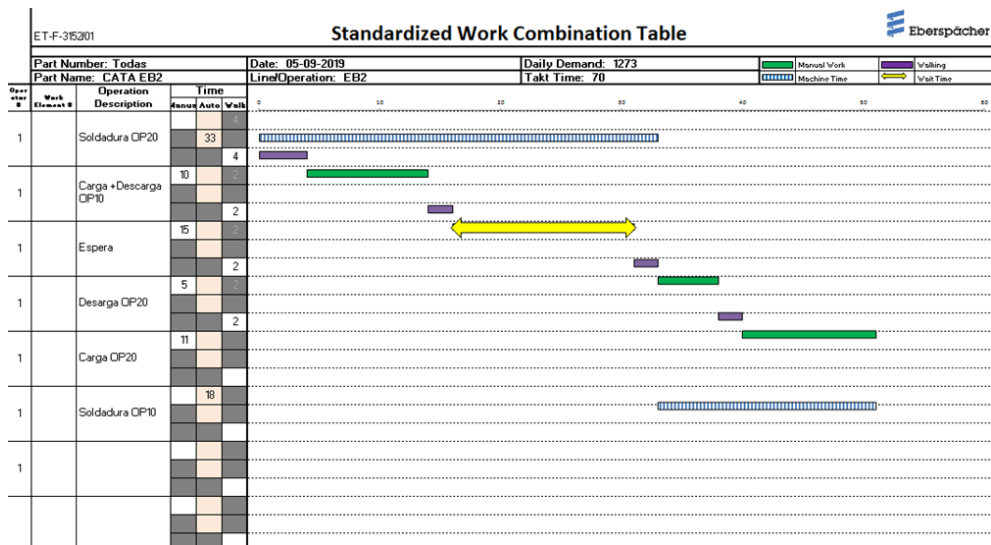 ET-F-3152/01
Standardized Work Combination Table
Eberspächer
Part Number: Todas
Date: 05-09-2019
Daily Demand: 1273
Manual Work
Walking
Part Name: CATA EB2
Line/Operation: EB2
Takt Time: 70
Machine Time
Wait Time
Oper ator #
Work Element #
Operation Description
Time
Manual Auto Walk
0 10 20 30 40 50 60
4
1 Soldadura OP20 33
4
10 2
1 Carga +Descarga OP10
2
15 2
1 Espera
2
5 2
1 Desarga OP20
2
11
1 Carga OP20
18
1 Soldadura OP10
1